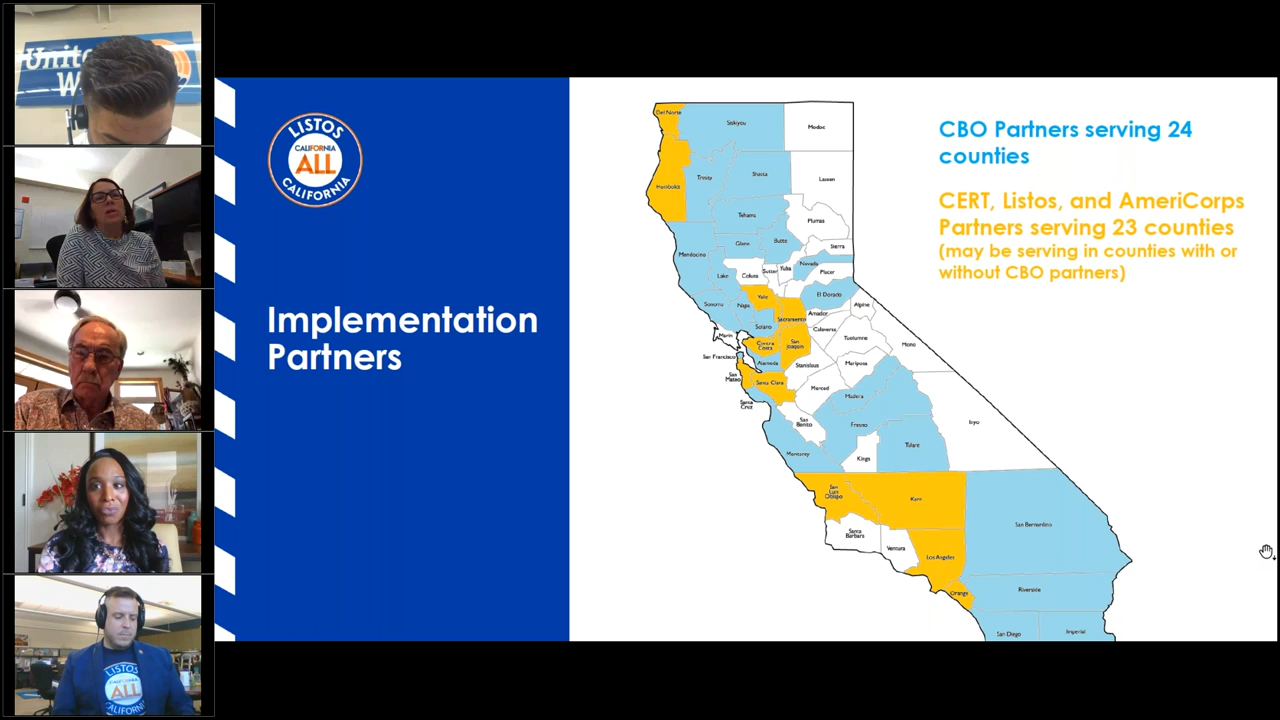 Unite
W
LISTOS
CALIFORNIA
ALL
CALIFORNIA
Implementation
Partners
CBO Partners serving 24
counties
CERT, Listos, and AmeriCorps
Partners serving 23 counties
(may be serving in counties with or
without CBO partners)
Del Norte
Siskiyou
Modoc
Humboldt
Trinity
Shasta
Lassen
Tehama
Plumas
Mendocino
Glenn
Butte
Sierra
Lake
Colusa
Sutter
Yuba
Nevada
Placer
Sonoma
Napa
Yolo
El Dorado
Sacramento
Amador
Alpine
Solano
Calaveras
Marin
Contra
Costa
San
Joaquin
Tuolumne
Mono
San Francisco
Alameda
Stanislaus
Mariposa
San
Mateo
Santa Clara
Merced
Madera
Santa
Cruz
San
Benito
Fresno
Inyo
Monterey
Kings
Tulare
San
Luis
Obispo
Kern
San Bernardino
Santa
Barbara
Ventura
Los Angeles
Orange
Riverside
San Diego
Imperial
LISTOS
CALIFORNIA
ALL